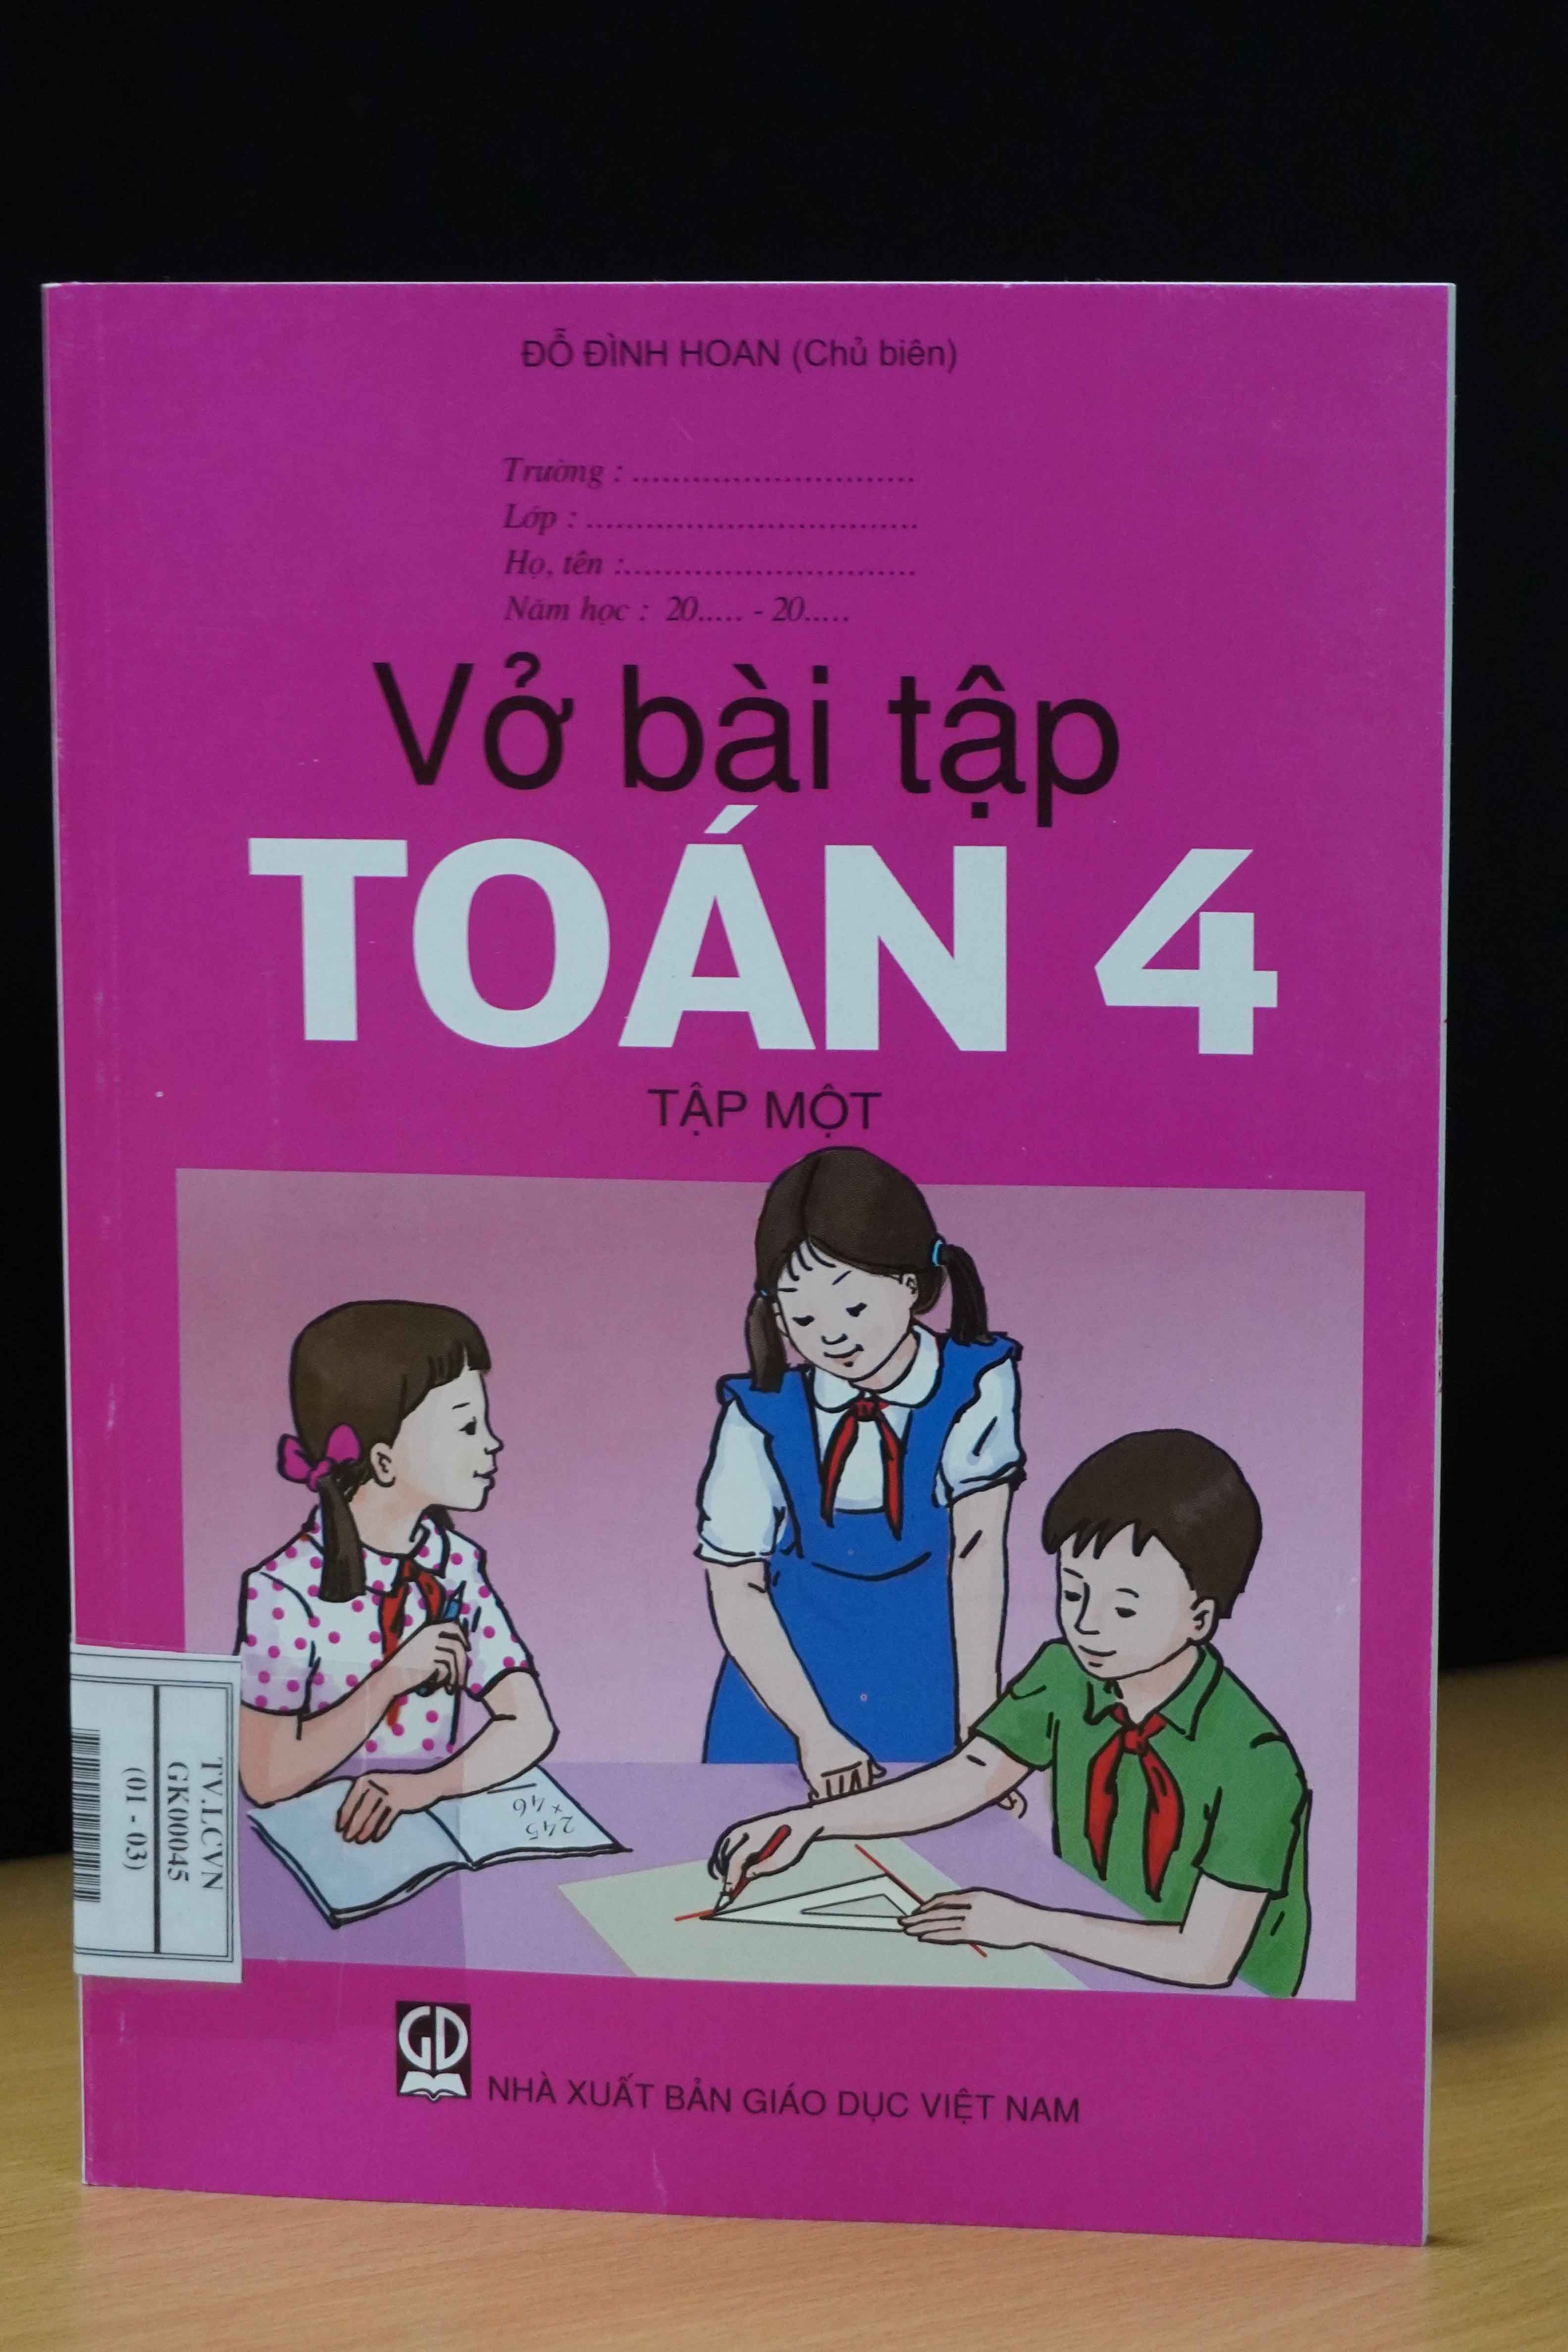 ĐỖ ĐÌNH HOAN (Chủ biên)
Trường : ............................
Lớp : .................................
Họ, tên :.............................
Năm học : 20..... - 20.....
Vở bài tập
TOÁN 4
TẬP MỘT
245
× 46
TV.LCVN
GK00045
(01 - 03)
GD
NHÀ XUẤT BẢN GIÁO DỤC VIỆT NAM